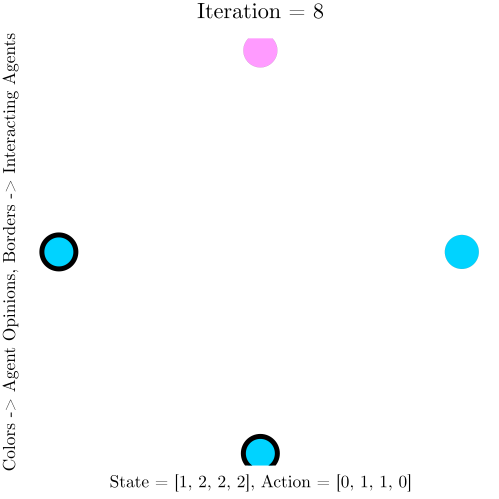 Iteration = 8
Colors -> Agent Opinions, Borders -> Interacting Agents
State = [1, 2, 2, 2], Action = [0, 1, 1, 0]